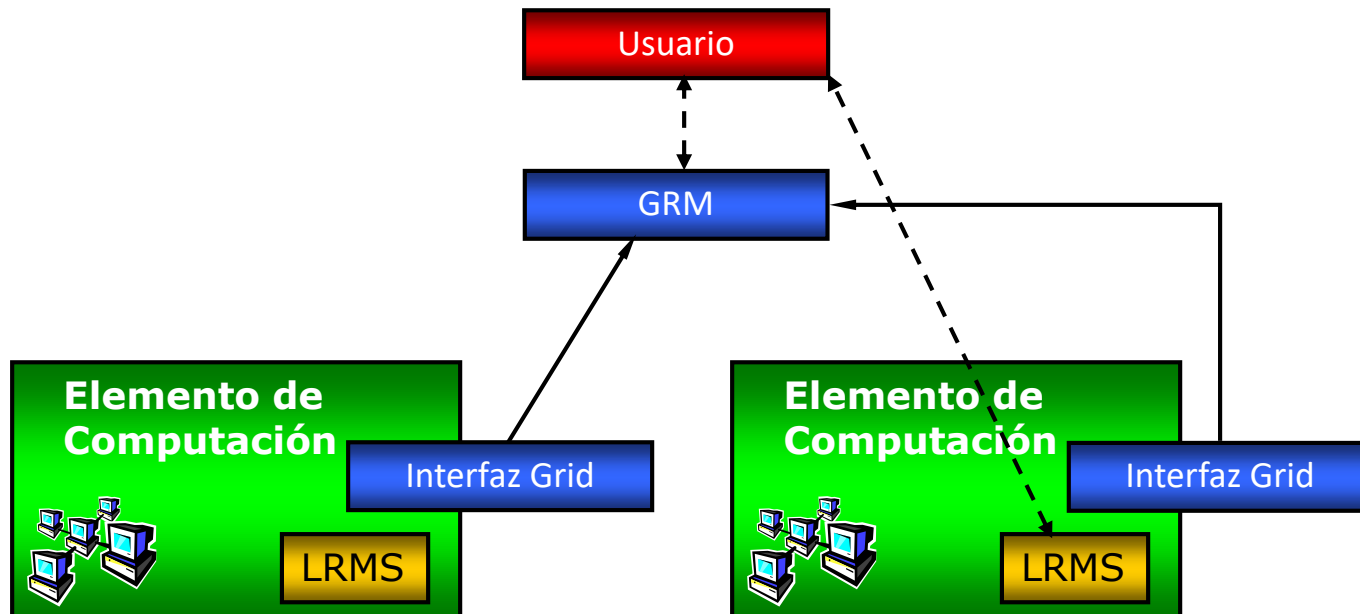 Usuario
GRM
Elemento de
Computación
Interfaz Grid
LRMS
Elemento de
Computación
Interfaz Grid
LRMS